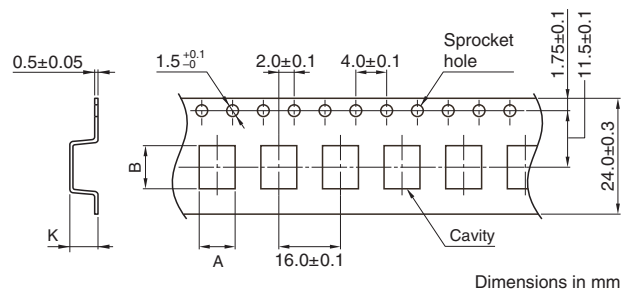 0.5±0.05
1.5 +0.1 -0
2.0±0.1
4.0±0.1
Sprocket
hole
1.75±0.1
11.5±0.1
24.0±0.3
B
K
A
16.0±0.1
Cavity
Dimensions in mm